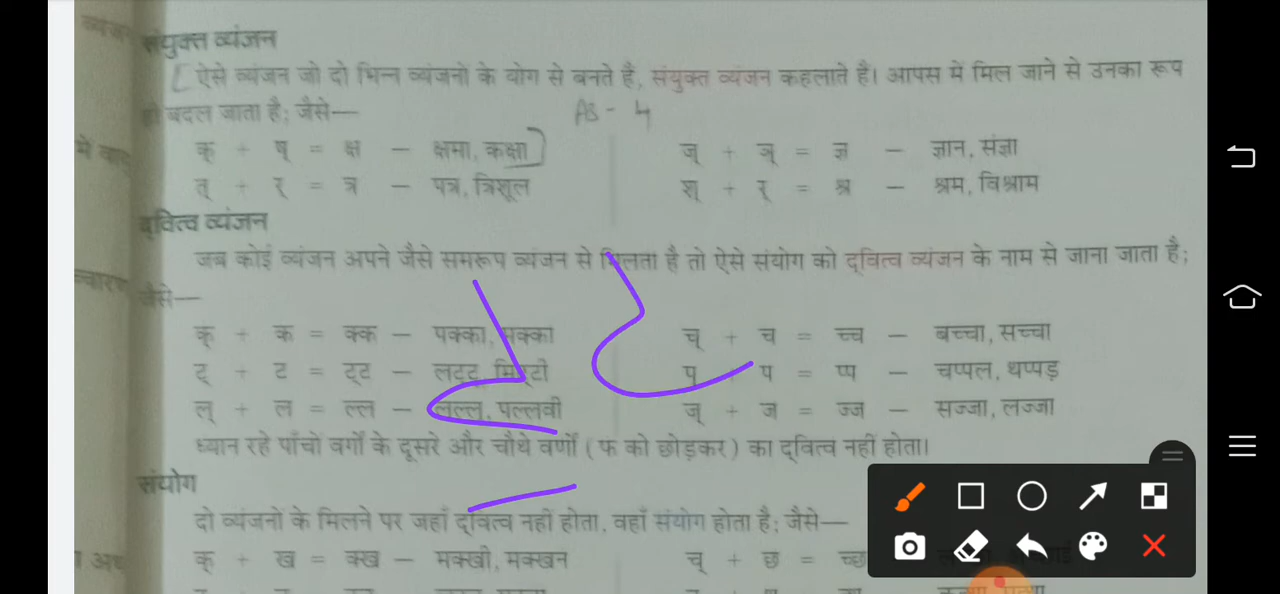 संयुक्त व्यंजन
ऐसे व्यंजन जो दो भिन्न व्यंजनों के योग से बनते हैं, संयुक्त व्यंजन कहलाते हैं। आपस में मिल जाने से उनका रूप
बदल जाता है; जैसे—
AS - 4
क् + ष् = क्ष – क्षमा, कक्षा ज् + ञ् = ज्ञ – ज्ञान, संज्ञा
त् + र् = त्र – पत्र, त्रिशूल श् + र् = श्र – श्रम, विश्राम
द्वित्व व्यंजन
जब कोई व्यंजन अपने जैसे समरूप व्यंजन से मिलता है तो ऐसे संयोग को द्वित्व व्यंजन के नाम से जाना जाता है;
जैसे—
क् + क = क्क – पक्का, मक्का च् + च = च्च – बच्चा, सच्चा
ट् + ट = ट्ट – लट्टू, मिट्टी प् + प = प्प – चप्पल, थप्पड़
ल् + ल = ल्ल – लल्लू, पल्लवी ज् + ज = ज्ज – सज्जा, लज्जा
ध्यान रहे पाँचों वर्गों के दूसरे और चौथे वर्णों (फ को छोड़कर) का द्वित्व नहीं होता।
संयोग
दो व्यंजनों के मिलने पर जहाँ द्वित्व नहीं होता, वहाँ संयोग होता है; जैसे—
क् + ख = क्ख – मक्खी, मक्खन च् + छ = च्छ